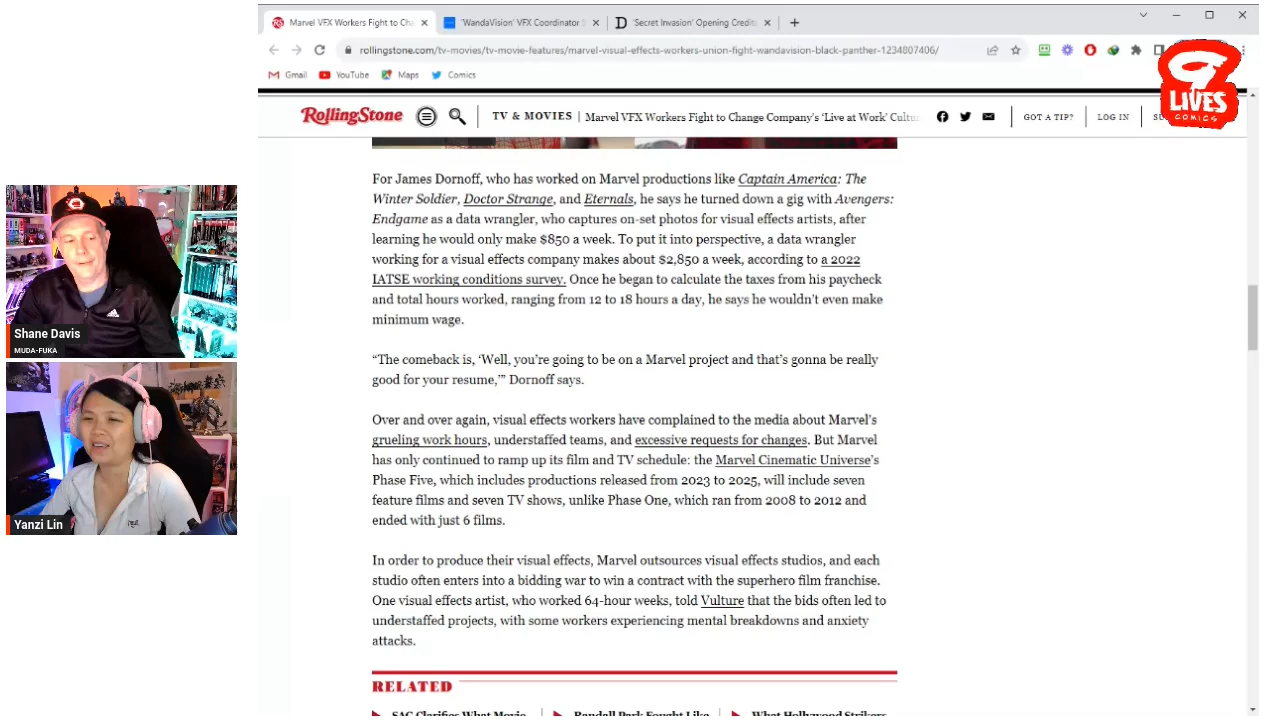 Marvel VFX Workers Fight to Cha
'WandaVision' VFX Coordinator S
'Secret Invasion' Opening Credits
rollingstone.com/tv-movies/tv-movie-features/marvel-visual-effects-workers-union-fight-wandavision-black-panther-1234807406/
Gmail
YouTube
Maps
Comics
9 LIVES
COMICS
RollingStone
TV & MOVIES | Marvel VFX Workers Fight to Change Company's 'Live at Work' Cultu
GOT A TIP?
LOG IN
For James Dornoff, who has worked on Marvel productions like Captain America: The
Winter Soldier, Doctor Strange, and Eternals, he says he turned down a gig with Avengers:
Endgame as a data wrangler, who captures on-set photos for visual effects artists, after
learning he would only make $850 a week. To put it into perspective, a data wrangler
working for a visual effects company makes about $2,850 a week, according to a 2022
IATSE working conditions survey. Once he began to calculate the taxes from his paycheck
and total hours worked, ranging from 12 to 18 hours a day, he says he wouldn't even make
minimum wage.
“The comeback is, ‘Well, you're going to be on a Marvel project and that's gonna be really
good for your resume,’” Dornoff says.
Over and over again, visual effects workers have complained to the media about Marvel's
grueling work hours, understaffed teams, and excessive requests for changes. But Marvel
has only continued to ramp up its film and TV schedule: the Marvel Cinematic Universe's
Phase Five, which includes productions released from 2023 to 2025, will include seven
feature films and seven TV shows, unlike Phase One, which ran from 2008 to 2012 and
ended with just 6 films.
In order to produce their visual effects, Marvel outsources visual effects studios, and each
studio often enters into a bidding war to win a contract with the superhero film franchise.
One visual effects artist, who worked 64-hour weeks, told Vulture that the bids often led to
understaffed projects, with some workers experiencing mental breakdowns and anxiety
attacks.
RELATED
SAG Clarifies What Movie
Randall Park Fought Like
What Hollywood Strikers
Shane Davis
MUDA-FUKA
Yanzi Lin